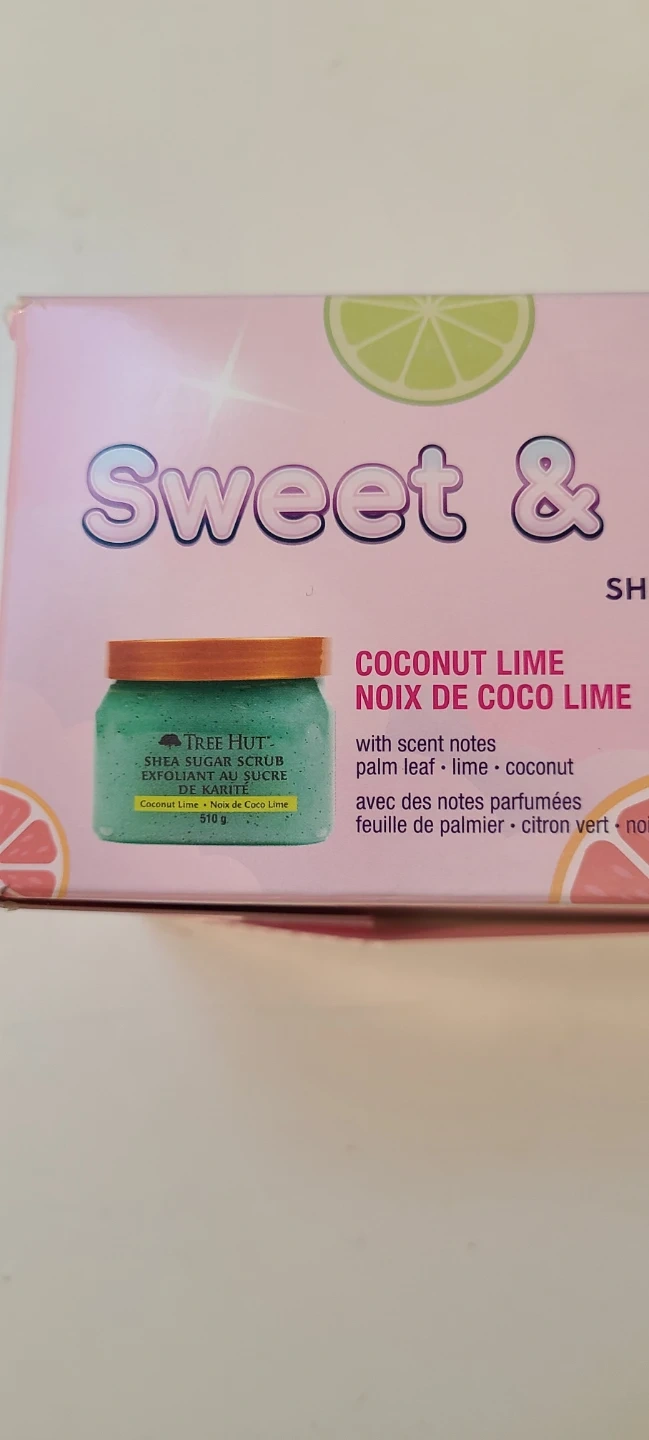 Sweet &
SH
COCONUT LIME
NOIX DE COCO LIME
with scent notes
palm leaf • lime • coconut
avec des notes parfumées
feuille de palmier • citron vert • noi
TREE HUT
SHEA SUGAR SCRUB
EXFOLIANT AU SUCRE
DE KARITÉ
Coconut Lime • Noix de Coco Lime
510 g